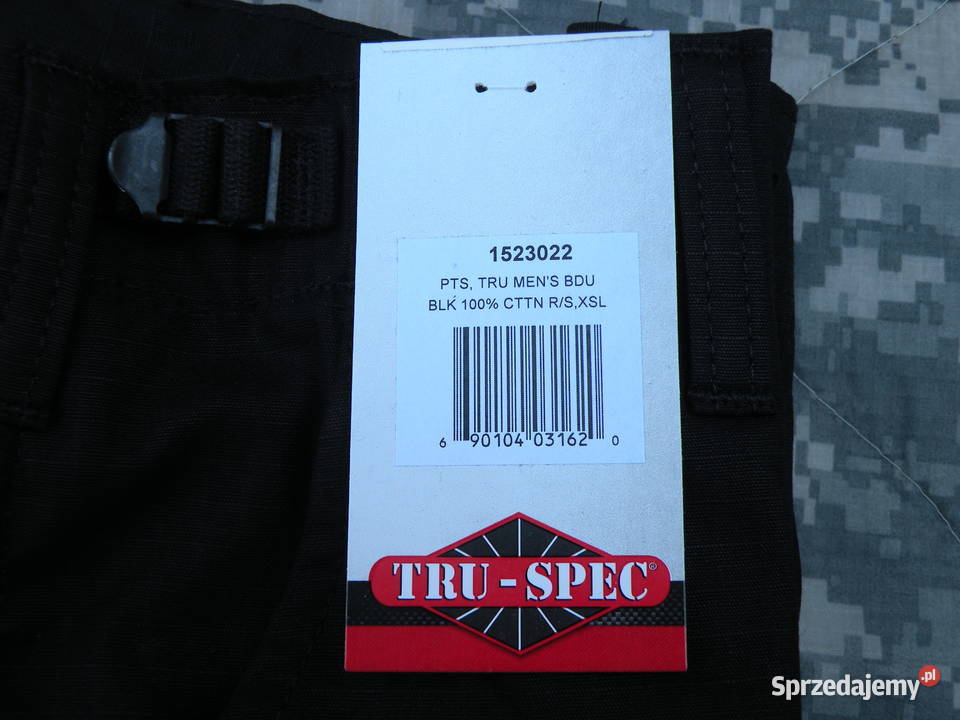 1523022
PTS, TRU MEN'S BDU
BLK 100% CTTN R/S,XSL
6 90104 03162 0
TRU-SPEC®
Sprzedajemy.pl